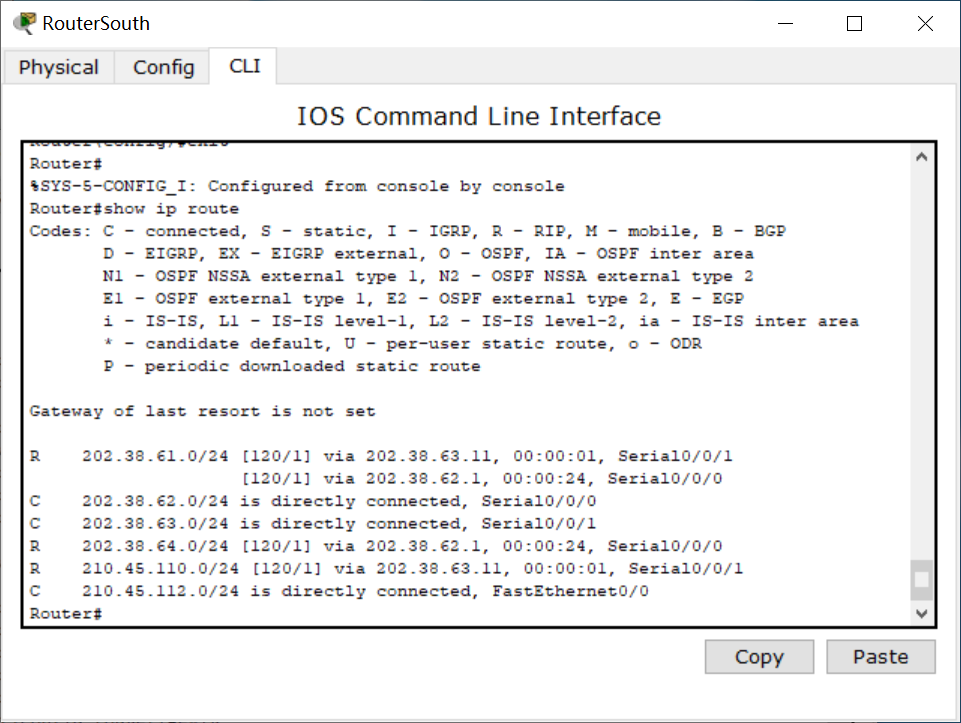 RouterSouth
Physical Config CLI
IOS Command Line Interface
Router#
%SYS-5-CONFIG_I: Configured from console by console
Router#show ip route
Codes: C - connected, S - static, I - IGRP, R - RIP, M - mobile, B - BGP
D - EIGRP, EX - EIGRP external, O - OSPF, IA - OSPF inter area
N1 - OSPF NSSA external type 1, N2 - OSPF NSSA external type 2
E1 - OSPF external type 1, E2 - OSPF external type 2, E - EGP
i - IS-IS, L1 - IS-IS level-1, L2 - IS-IS level-2, ia - IS-IS inter area
* - candidate default, U - per-user static route, o - ODR
P - periodic downloaded static route
Gateway of last resort is not set
R 202.38.61.0/24 [120/1] via 202.38.63.11, 00:00:01, Serial0/0/1
[120/1] via 202.38.62.1, 00:00:24, Serial0/0/0
C 202.38.62.0/24 is directly connected, Serial0/0/0
C 202.38.63.0/24 is directly connected, Serial0/0/1
R 202.38.64.0/24 [120/1] via 202.38.62.1, 00:00:24, Serial0/0/0
R 210.45.110.0/24 [120/1] via 202.38.63.11, 00:00:01, Serial0/0/1
C 210.45.112.0/24 is directly connected, FastEthernet0/0
Router#
Copy Paste